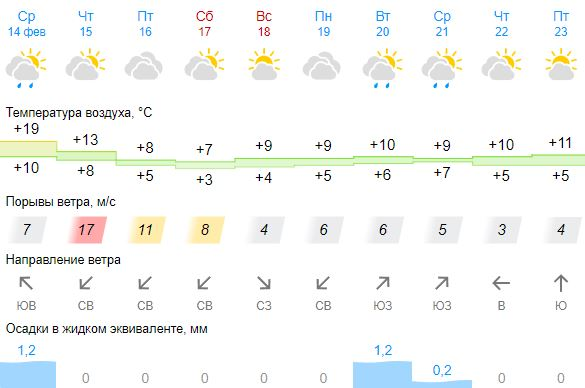 Ср Чт Пт Сб Вс Пн Вт Ср Чт Пт
14 фев 15 16 17 18 19 20 21 22 23
Температура воздуха, °C
+19 +13 +8 +7 +9 +9 +10 +9 +10 +11
+10 +8 +5 +3 +4 +5 +6 +7 +5 +5
Порывы ветра, м/с
7 17 11 8 4 6 6 5 3 4
Направление ветра
ЮВ СВ СВ СВ СЗ СВ ЮЗ ЮЗ В Ю
Осадки в жидком эквиваленте, мм
1,2 0 0 0 0 0 1,2 0,2 0 0